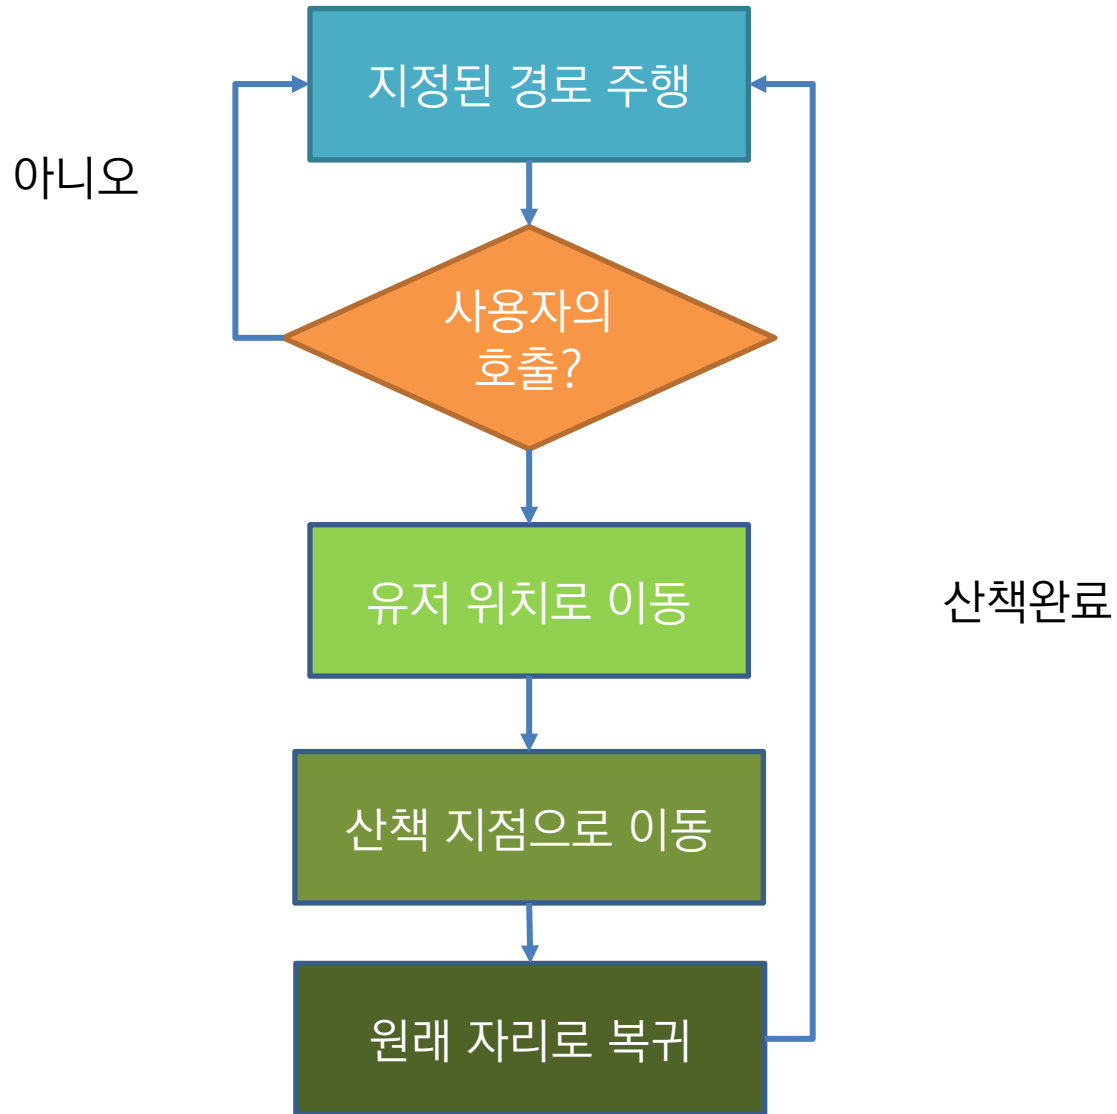 지정된 경로 주행
아니오
사용자의
호출?
유저 위치로 이동
산책완료
산책 지점으로 이동
원래 자리로 복귀